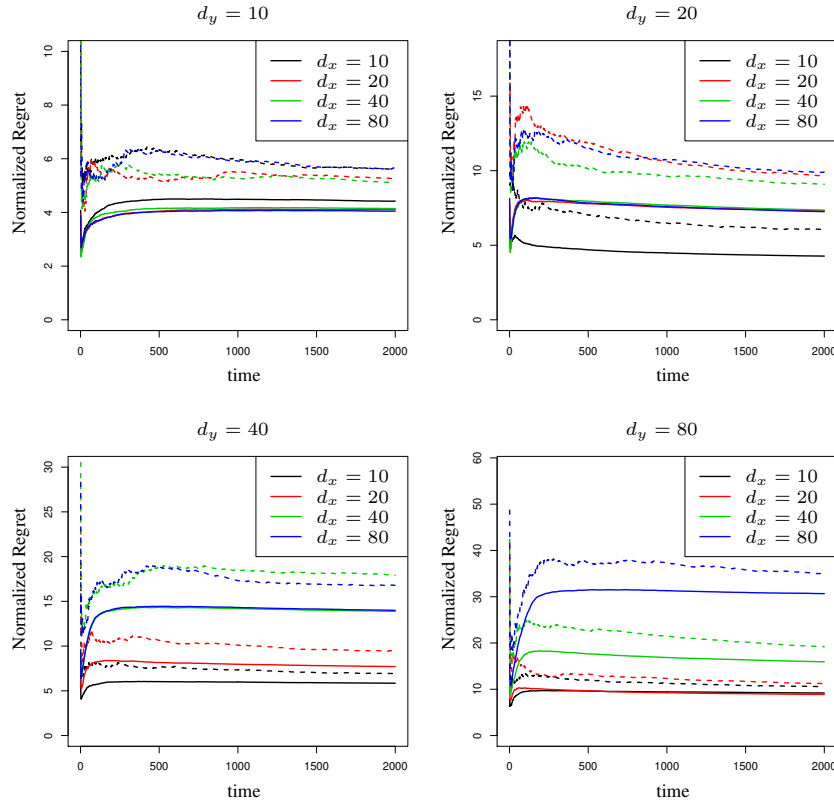 d_y = 10
Normalized Regret
10
8
6
4
2
0
d_x = 10
d_x = 20
d_x = 40
d_x = 80
0 500 1000 1500 2000
time
d_y = 20
Normalized Regret
15
10
5
0
d_x = 10
d_x = 20
d_x = 40
d_x = 80
0 500 1000 1500 2000
time
d_y = 40
Normalized Regret
30
25
20
15
10
5
0
d_x = 10
d_x = 20
d_x = 40
d_x = 80
0 500 1000 1500 2000
time
d_y = 80
Normalized Regret
60
50
40
30
20
10
0
d_x = 10
d_x = 20
d_x = 40
d_x = 80
0 500 1000 1500 2000
time